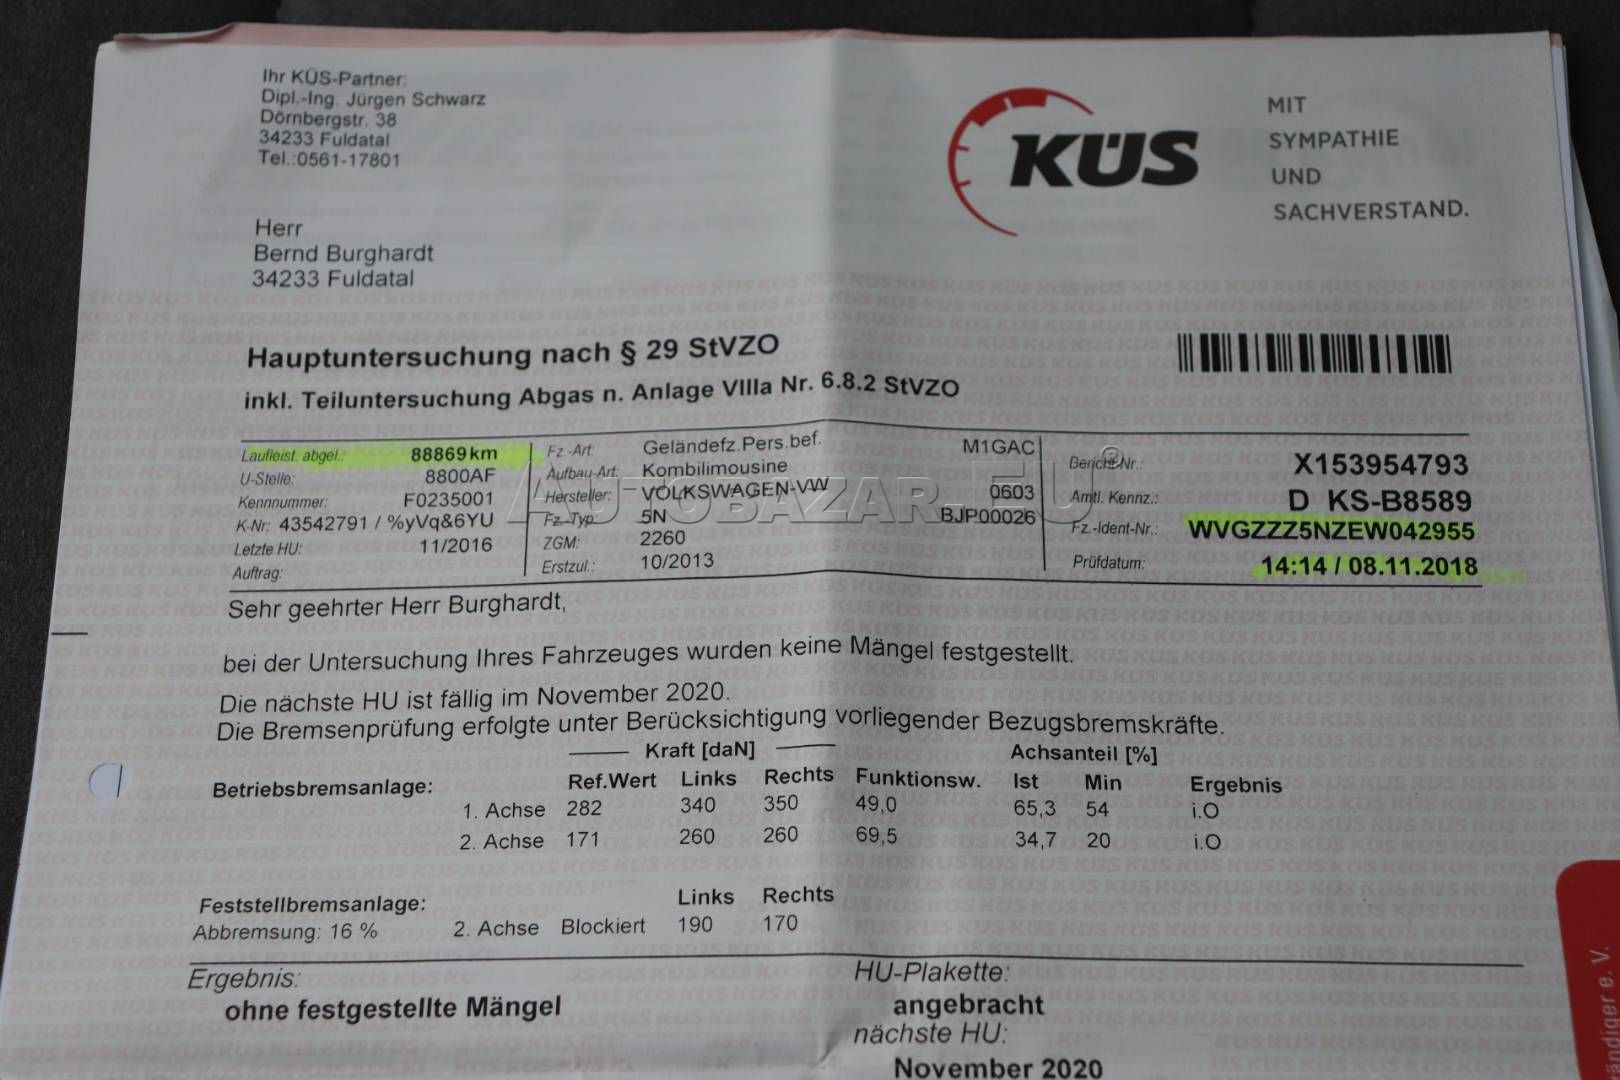 Ihr KÜS-Partner:
Dipl.-Ing. Jürgen Schwarz
Dörnbergstr. 38
34233 Fuldatal
Tel.:0561-17801
KÜS
MIT
SYMPATHIE
UND
SACHVERSTAND.
Herr
Bernd Burghardt
34233 Fuldatal
Hauptuntersuchung nach § 29 StVZO
inkl. Teiluntersuchung Abgas n. Anlage VIIIa Nr. 6.8.2 StVZO
Laufleist. abgel.: 88869 km
U-Stelle: 8800AF
Kennnummer: F0235001
K-Nr: 43542791 / %yVq&6YU
Letzte HU: 11/2016
Auftrag:
Fz.-Art: Geländefz.Pers.bef. M1GAC
Aufbau-Art: Kombilimousine
Hersteller: VOLKSWAGEN-VW 0603
Fz.-Typ: 5N BJP00026
ZGM: 2260
Erstzul.: 10/2013
Bericht-Nr.: X153954793
Amtl. Kennz.: D KS-B8589
Fz.-Ident-Nr.: WVGZZZ5NZEW042955
Prüfdatum: 14:14 / 08.11.2018
AUTOBAZAR.EU®
Sehr geehrter Herr Burghardt,
bei der Untersuchung Ihres Fahrzeuges wurden keine Mängel festgestellt.
Die nächste HU ist fällig im November 2020.
Die Bremsenprüfung erfolgte unter Berücksichtigung vorliegender Bezugsbremskräfte.
Kraft [daN] Achsanteil [%]
Betriebsbremsanlage: Ref.Wert Links Rechts Funktionsw. Ist Min Ergebnis
1. Achse 282 340 350 49,0 65,3 54 i.O
2. Achse 171 260 260 69,5 34,7 20 i.O
Feststellbremsanlage: Links Rechts
Abbremsung: 16 % 2. Achse Blockiert 190 170
Ergebnis:
ohne festgestellte Mängel
HU-Plakette:
angebracht
nächste HU:
November 2020
ändiger e. V.